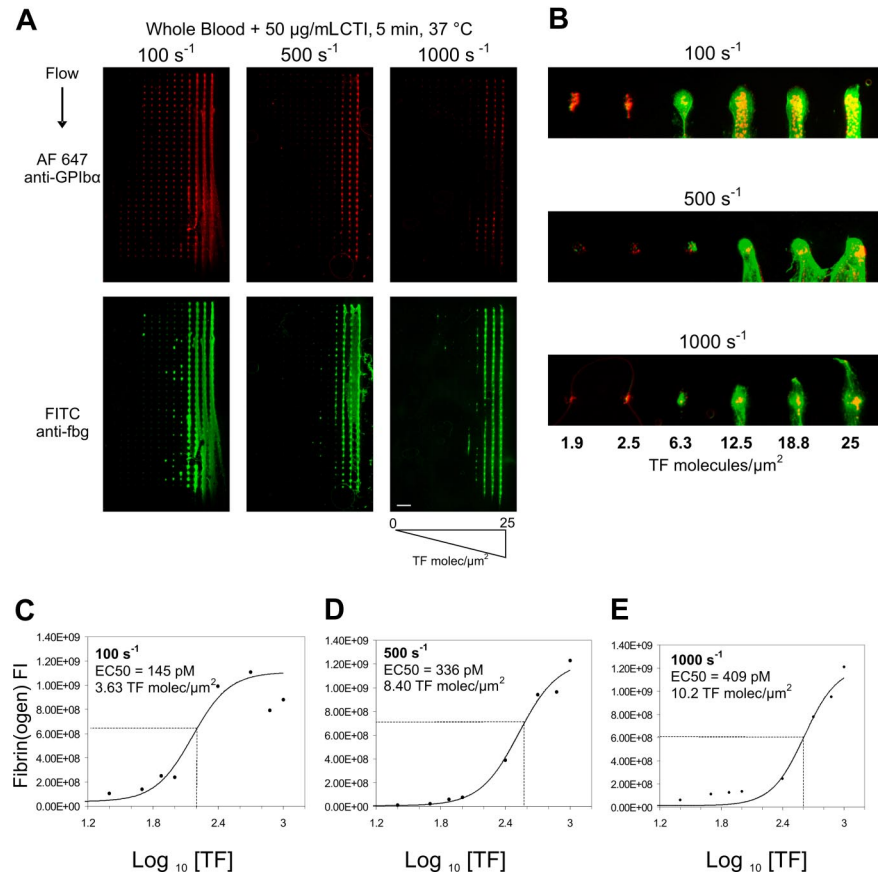 A
Whole Blood + 50 µg/mLCTI, 5 min, 37 °C
100 s-1
500 s-1
1000 s-1
Flow
AF 647
anti-GPIbα
FITC
anti-fbg
0
25
TF molec/µm2
B
100 s-1
500 s-1
1000 s-1
1.9 2.5 6.3 12.5 18.8 25
TF molecules/µm2
C
100 s-1
EC50 = 145 pM
3.63 TF molec/µm2
Fibrin(ogen) FI
1.40E+09
1.20E+09
1.00E+09
8.00E+08
6.00E+08
4.00E+08
2.00E+08
0.00E+00
1.2 1.8 2.4 3
Log 10 [TF]
D
500 s-1
EC50 = 336 pM
8.40 TF molec/µm2
1.40E+09
1.20E+09
1.00E+09
8.00E+08
6.00E+08
4.00E+08
2.00E+08
0.00E+00
1.2 1.8 2.4 3
Log 10 [TF]
E
1000 s-1
EC50 = 409 pM
10.2 TF molec/µm2
1.40E+09
1.20E+09
1.00E+09
8.00E+08
6.00E+08
4.00E+08
2.00E+08
0.00E+00
1.2 1.8 2.4 3
Log 10 [TF]